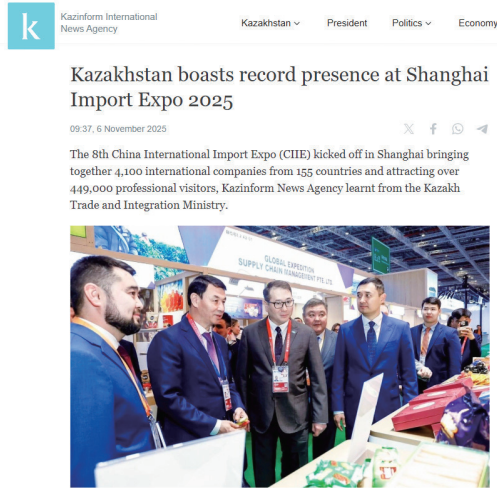 k
Kazinform International
News Agency
Kazakhstan
President
Politics
Economy
Kazakhstan boasts record presence at Shanghai
Import Expo 2025
09:37, 6 November 2025
The 8th China International Import Expo (CIIE) kicked off in Shanghai bringing
together 4,100 international companies from 155 countries and attracting over
449,000 professional visitors, Kazinform News Agency learnt from the Kazakh
Trade and Integration Ministry.
GLOBAL EXPEDITION
SUPPLY CHAIN MANAGEMENT PTE. LTD.